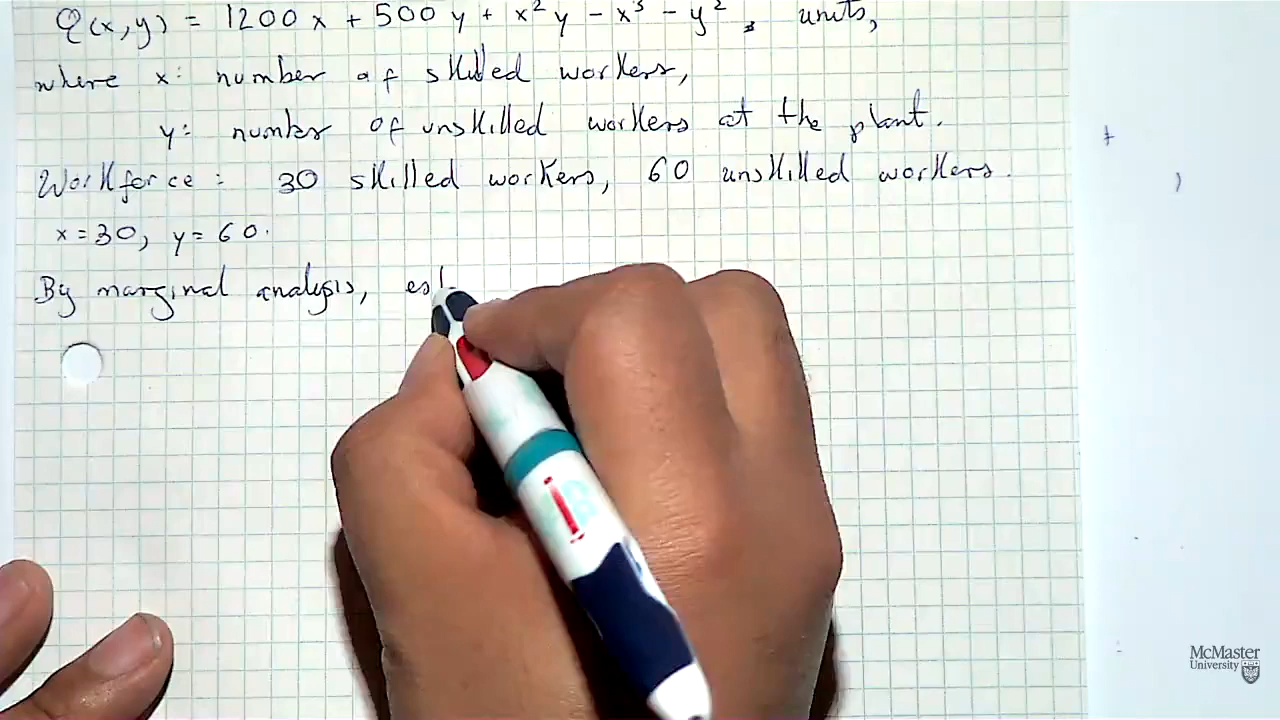 Q(x,y) = 1200x + 500y + x²y - x³ - y², units,
where x: number of skilled workers,
y: number of unskilled workers at the plant.
Workforce: 30 skilled workers, 60 unskilled workers.
x=30, y=60.
By marginal analysis,
McMaster
University